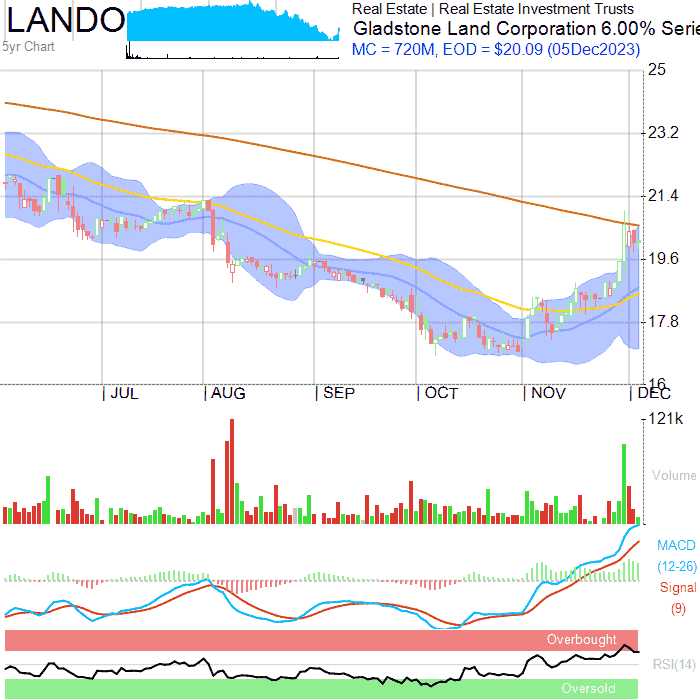 LANDO
5yr Chart
Real Estate | Real Estate Investment Trusts
Gladstone Land Corporation 6.00% Serie
MC = 720M, EOD = $20.09 (05Dec2023)
25
23.2
21.4
19.6
17.8
16
JUL AUG SEP OCT NOV DEC
121k
Volume
MACD
(12-26)
Signal
(9)
Overbought
RSI(14)
Oversold